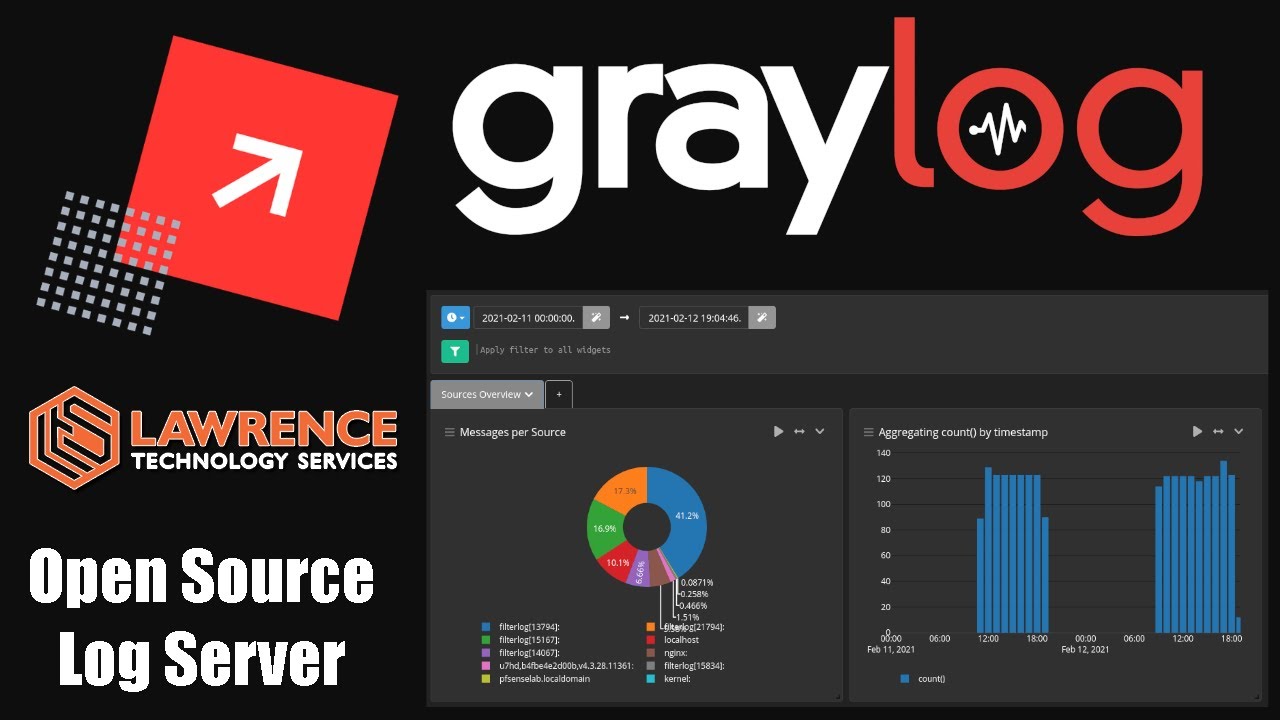 graylog
LAWRENCE
TECHNOLOGY SERVICES
Open Source
Log Server
2021-02-11 00:00:00.
2021-02-12 19:04:46.
Apply filter to all widgets
Sources Overview
+
Messages per Source
41.2%
17.3%
16.9%
10.1%
6.66%
0.0871%
0.258%
0.466%
1.51%
filterlog[13794]:
filterlog[21794]:
filterlog[15167]:
localhost
filterlog[14067]:
nginx:
u7hd,b4fbe4e2d00b,v4.3.28.11361:
filterlog[15834]:
pfsenselab.localdomain
kernel:
Aggregating count() by timestamp
140
120
100
80
60
40
20
0
00:00 06:00 12:00 18:00 00:00 06:00 12:00 18:00
Feb 11, 2021 Feb 12, 2021
count()